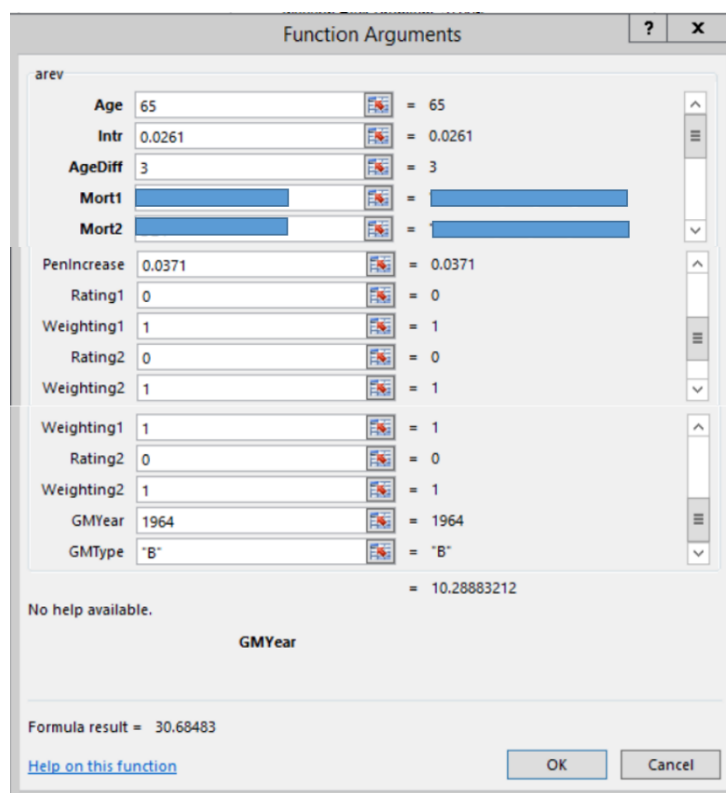 Function Arguments ? x
arev
Age 65 = 65
Intr 0.0261 = 0.0261
AgeDiff 3 = 3
Mort1 =
Mort2 =
PenIncrease 0.0371 = 0.0371
Rating1 0 = 0
Weighting1 1 = 1
Rating2 0 = 0
Weighting2 1 = 1
Weighting1 1 = 1
Rating2 0 = 0
Weighting2 1 = 1
GMYear 1964 = 1964
GMType "B" = "B"
= 10.28883212
No help available.
GMYear
Formula result = 30.68483
Help on this function OK Cancel